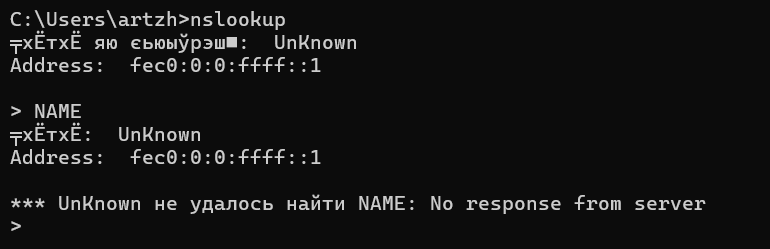 C:\Users\artzh>nslookup
╤хЁтхЁ яю єьюыўрэш■:  UnKnown
Address:  fec0:0:0:ffff::1
> NAME
╤хЁтхЁ:  UnKnown
Address:  fec0:0:0:ffff::1
*** UnKnown не удалось найти NAME: No response from server
>